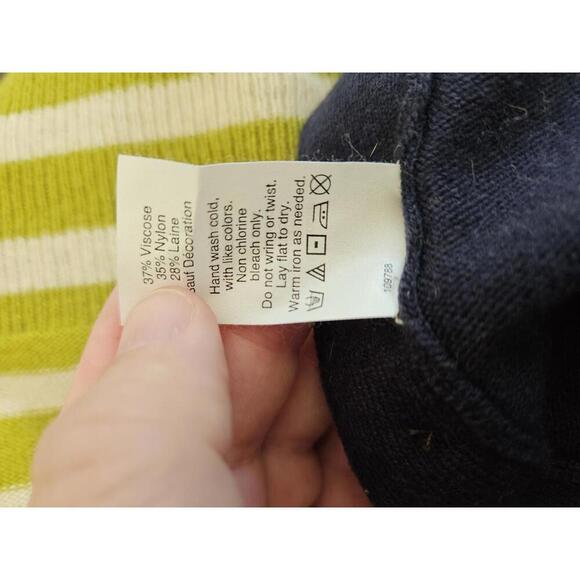 37% Viscose
35% Nylon
28% Laine
Sauf Décoration
Hand wash cold,
with like colors.
Non chlorine
bleach only.
Do not wring or twist.
Lay flat to dry.
Warm iron as needed.
109788